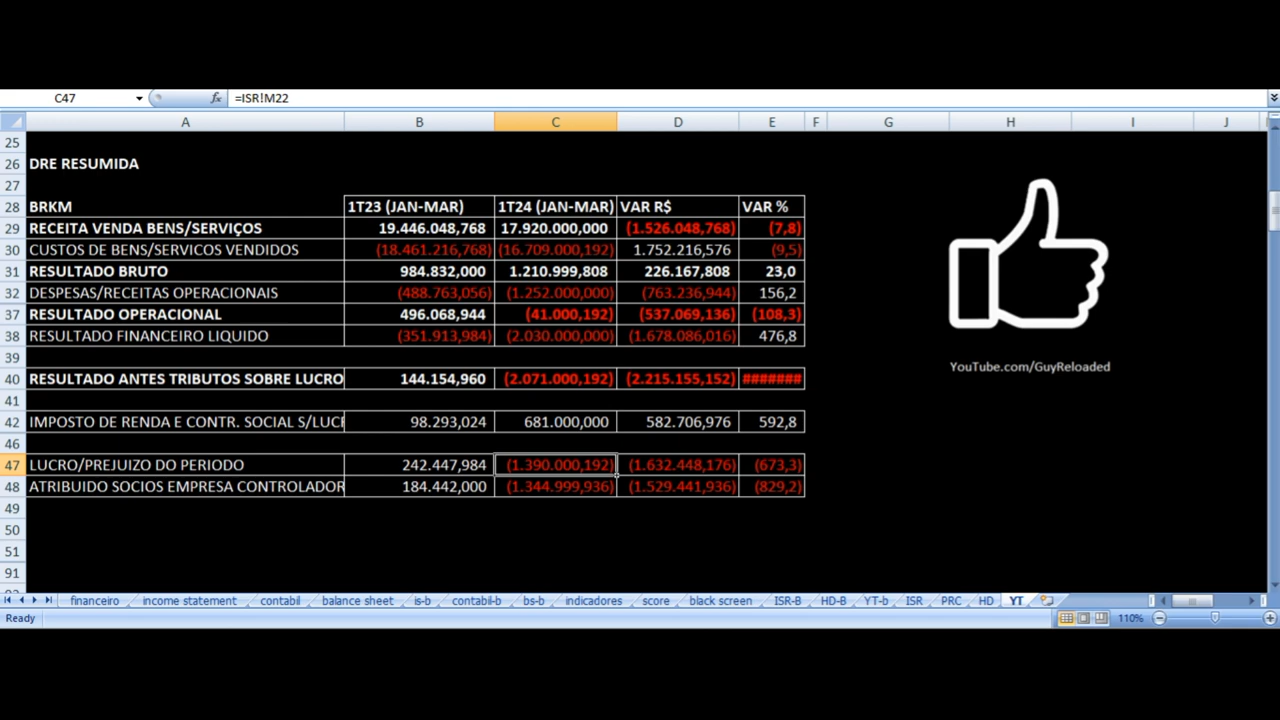 C47 fx =ISR!M22
A B C D E F G H I J
25
26 DRE RESUMIDA
27
28 BRKM 1T23 (JAN-MAR) 1T24 (JAN-MAR) VAR R$ VAR %
29 RECEITA VENDA BENS/SERVIÇOS 19.446.048,768 17.920.000,000 (1.526.048,768) (7,8)
30 CUSTOS DE BENS/SERVICOS VENDIDOS (18.461.216,768) (16.709.000,192) 1.752.216,576 (9,5)
31 RESULTADO BRUTO 984.832,000 1.210.999,808 226.167,808 23,0
32 DESPESAS/RECEITAS OPERACIONAIS (488.763,056) (1.252.000,000) (763.236,944) 156,2
37 RESULTADO OPERACIONAL 496.068,944 (41.000,192) (537.069,136) (108,3)
38 RESULTADO FINANCEIRO LIQUIDO (351.913,984) (2.030.000,000) (1.678.086,016) 476,8
39
40 RESULTADO ANTES TRIBUTOS SOBRE LUCRO 144.154,960 (2.071.000,192) (2.215.155,152) #######
41
42 IMPOSTO DE RENDA E CONTR. SOCIAL S/LUCR 98.293,024 681.000,000 582.706,976 592,8
46
47 LUCRO/PREJUIZO DO PERIODO 242.447,984 (1.390.000,192) (1.632.448,176) (673,3)
48 ATRIBUIDO SOCIOS EMPRESA CONTROLADOR 184.442,000 (1.344.999,936) (1.529.441,936) (829,2)
49
50
51
91
YouTube.com/GuyReloaded
financeiro income statement contabil balance sheet is-b contabil-b bs-b indicadores score black screen ISR-B HD-B YT-b ISR PRC HD YT
Ready 110%